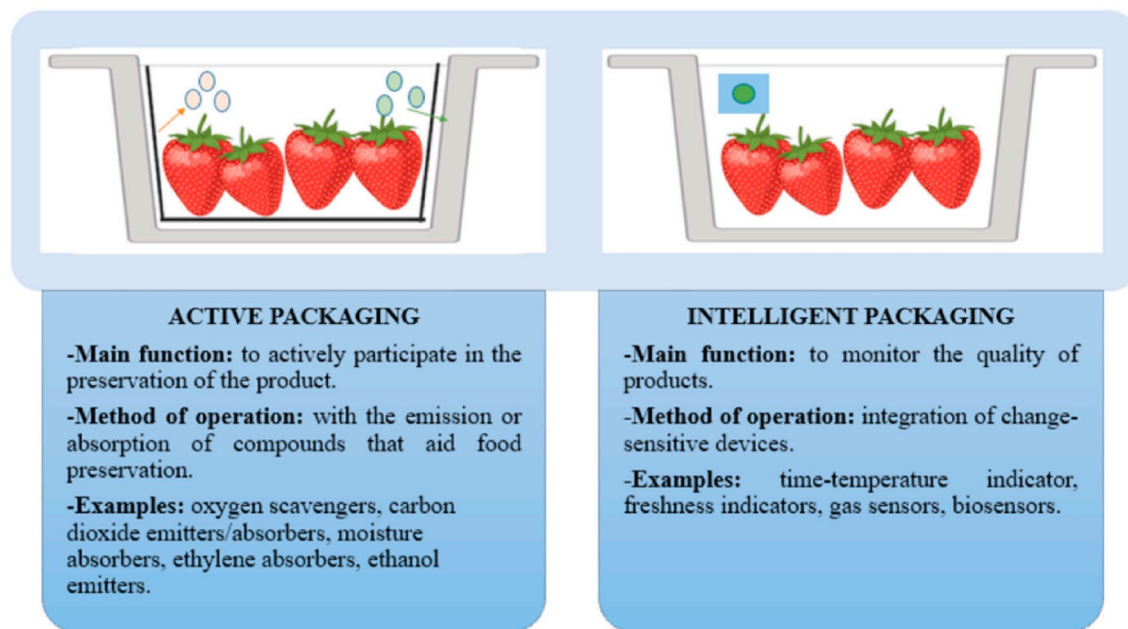 ACTIVE PACKAGING
-Main function: to actively participate in the
preservation of the product.
-Method of operation: with the emission or
absorption of compounds that aid food
preservation.
-Examples: oxygen scavengers, carbon
dioxide emitters/absorbers, moisture
absorbers, ethylene absorbers, ethanol
emitters.
INTELLIGENT PACKAGING
-Main function: to monitor the quality of
products.
-Method of operation: integration of change-
sensitive devices.
-Examples: time-temperature indicator,
freshness indicators, gas sensors, biosensors.